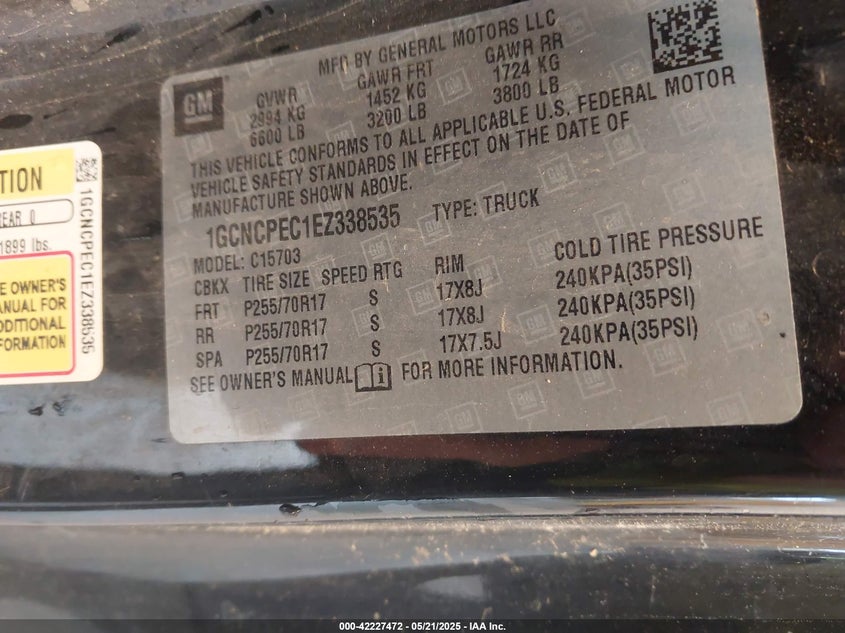 MFD BY GENERAL MOTORS LLC
GM
GVWR GAWR FRT GAWR RR
2994 KG 1452 KG 1724 KG
6600 LB 3200 LB 3800 LB
THIS VEHICLE CONFORMS TO ALL APPLICABLE U.S. FEDERAL MOTOR
VEHICLE SAFETY STANDARDS IN EFFECT ON THE DATE OF
MANUFACTURE SHOWN ABOVE.
1GCNCPEC1EZ338535 TYPE: TRUCK
MODEL: C15703
CBKX TIRE SIZE SPEED RTG RIM COLD TIRE PRESSURE
FRT P255/70R17 S 17X8J 240KPA(35PSI)
RR P255/70R17 S 17X8J 240KPA(35PSI)
SPA P255/70R17 S 17X7.5J 240KPA(35PSI)
SEE OWNER'S MANUAL i FOR MORE INFORMATION.
TION
REAR 0
1899 lbs.
E OWNER'S
ANUAL FOR
DDITIONAL
FORMATION
1GCNCPEC1EZ338535
000-42227472 — 05/21/2025 — IAA Inc.